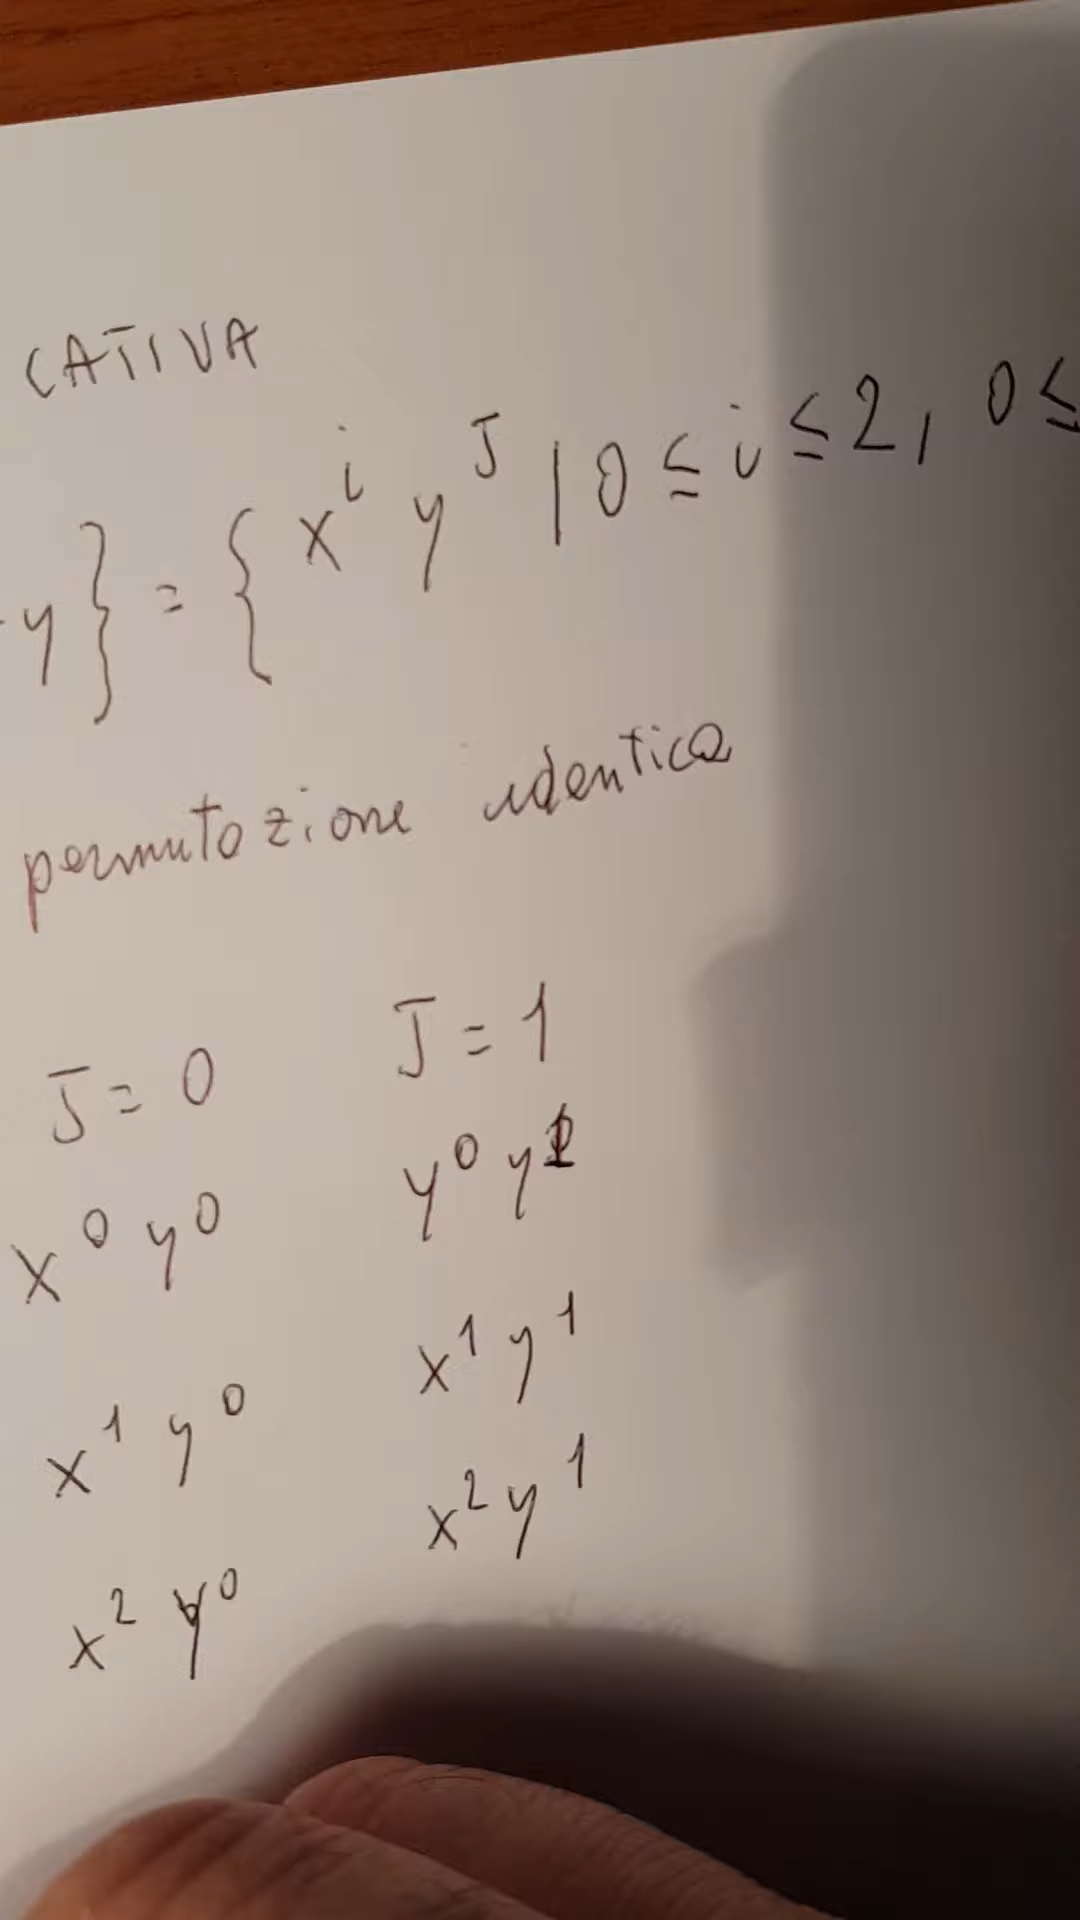 CATIVA
y} = {x^i y^J | 0 ≤ i ≤ 2, 0 ≤
permutazione identica
J = 0 J = 1
x^0 y^0 y^0 y^1
x^1 y^0 x^1 y^1
x^2 y^0 x^2 y^1